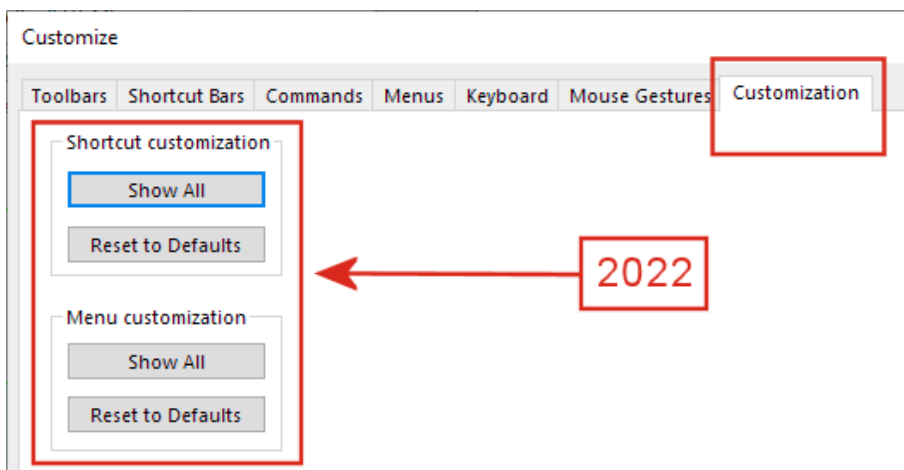 Customize
Toolbars Shortcut Bars Commands Menus Keyboard Mouse Gestures Customization
Shortcut customization
Show All
Reset to Defaults
2022
Menu customization
Show All
Reset to Defaults